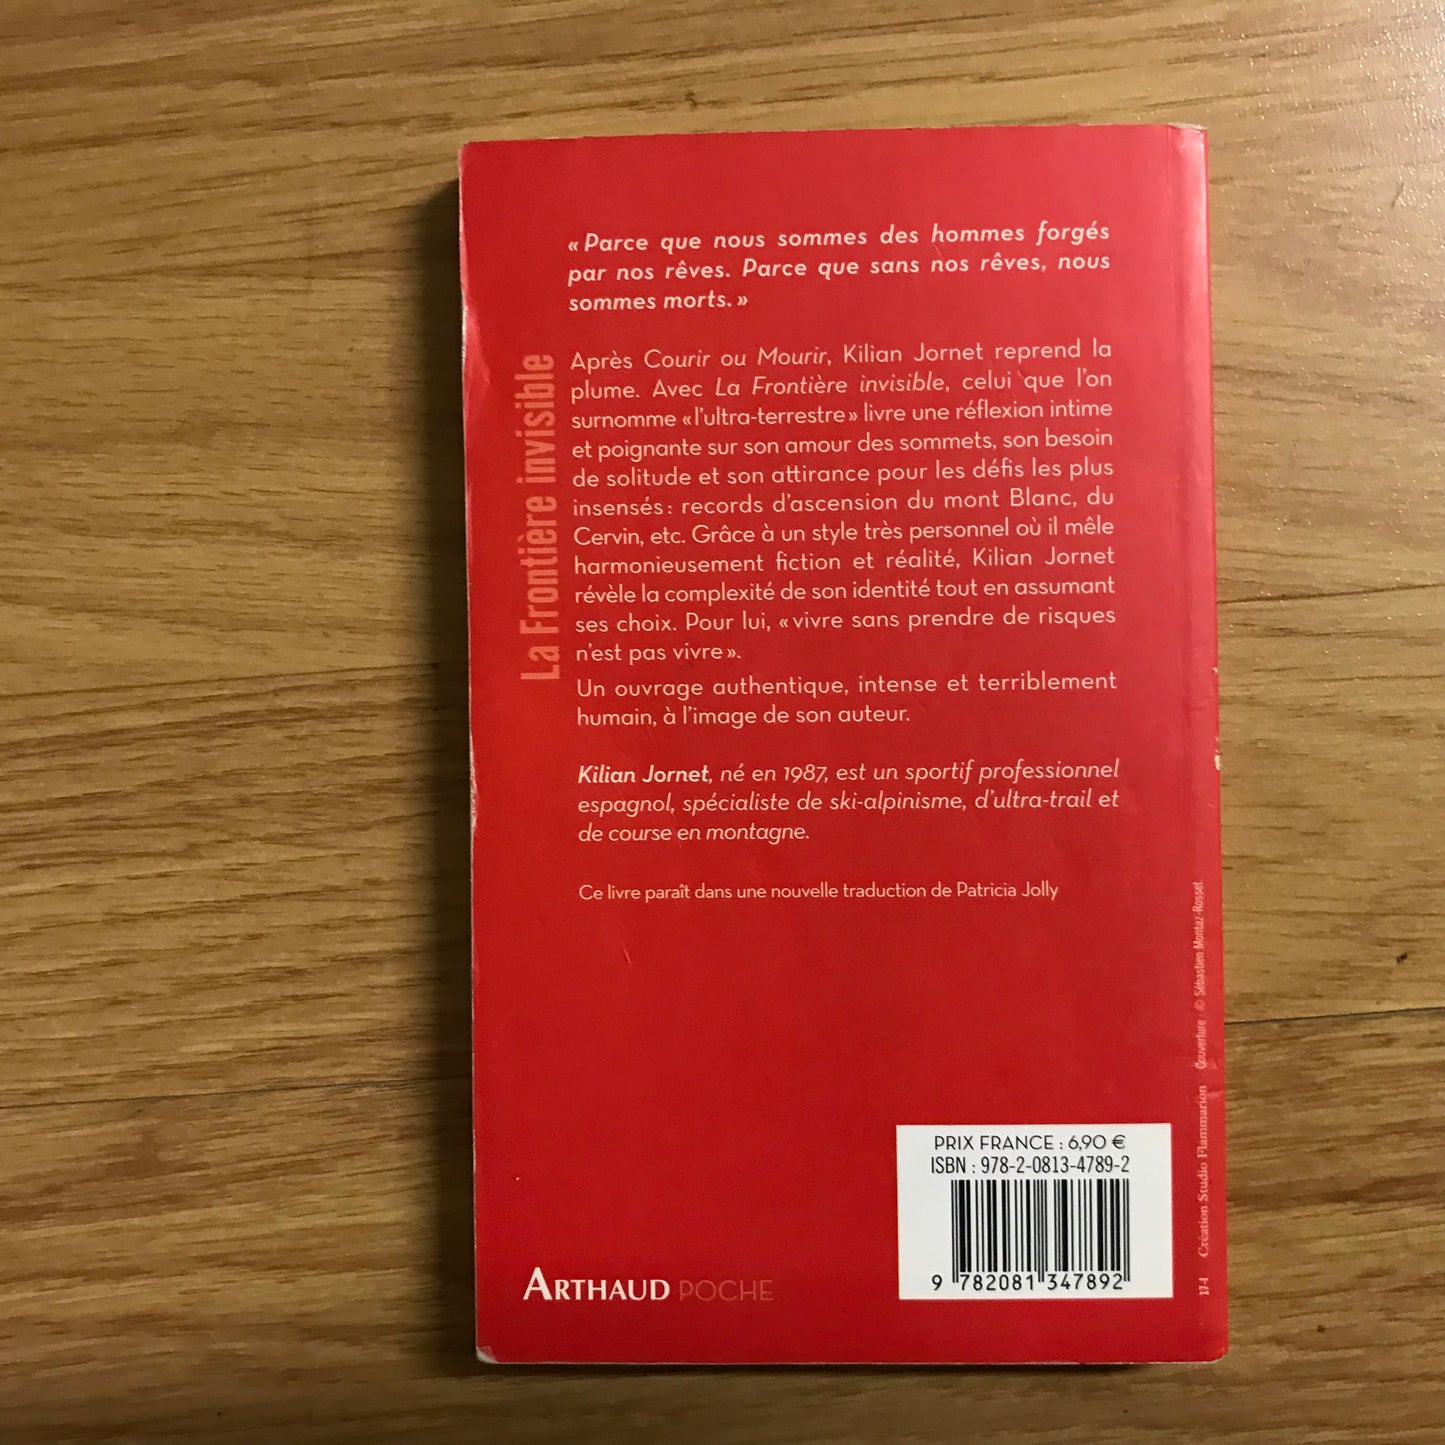 « Parce que nous sommes des hommes forgés
par nos rêves. Parce que sans nos rêves, nous
sommes morts. »
La Frontière invisible
Après Courir ou Mourir, Kilian Jornet reprend la
plume. Avec La Frontière invisible, celui que l'on
surnomme « l'ultra-terrestre » livre une réflexion intime
et poignante sur son amour des sommets, son besoin
de solitude et son attirance pour les défis les plus
insensés : records d'ascension du mont Blanc, du
Cervin, etc. Grâce à un style très personnel où il mêle
harmonieusement fiction et réalité, Kilian Jornet
révèle la complexité de son identité tout en assumant
ses choix. Pour lui, « vivre sans prendre de risques
n'est pas vivre ».
Un ouvrage authentique, intense et terriblement
humain, à l'image de son auteur.
Kilian Jornet, né en 1987, est un sportif professionnel
espagnol, spécialiste de ski-alpinisme, d'ultra-trail et
de course en montagne.
Ce livre paraît dans une nouvelle traduction de Patricia Jolly
17-I Création Studio Flammarion Couverture : © Sébastien Montaz-Rosset
PRIX FRANCE : 6,90 €
ISBN : 978-2-0813-4789-2
9 782081 347892
ARTHAUD POCHE